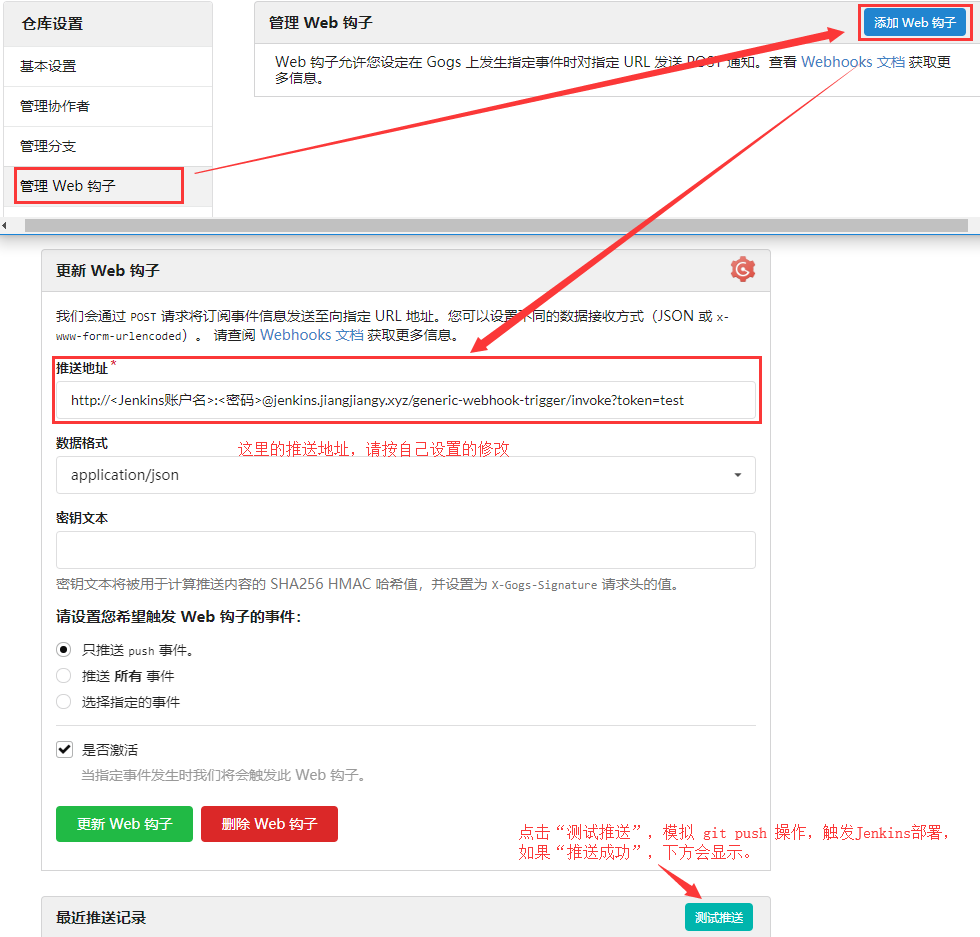 仓库设置
基本设置
管理协作者
管理分支
管理 Web 钩子
管理 Web 钩子
添加 Web 钩子
Web 钩子允许您设定在 Gogs 上发生指定事件时对指定 URL 发送 POST 通知。查看 Webhooks 文档 获取更
多信息。
更新 Web 钩子
我们会通过 POST 请求将订阅事件信息发送至向指定 URL 地址。您可以设置不同的数据接收方式（JSON 或 x-
www-form-urlencoded）。 请查阅 Webhooks 文档 获取更多信息。
推送地址*
http://<Jenkins账户名>:<密码>@jenkins.jiangjiangy.xyz/generic-webhook-trigger/invoke?token=test
数据格式
这里的推送地址，请按自己设置的修改
application/json
密钥文本
密钥文本将被用于计算推送内容的 SHA256 HMAC 哈希值，并设置为 X-Gogs-Signature 请求头的值。
请设置您希望触发 Web 钩子的事件：
只推送 push 事件。
推送 所有 事件
选择指定的事件
是否激活
当指定事件发生时我们将会触发此 Web 钩子。
更新 Web 钩子
删除 Web 钩子
点击“测试推送”，模拟 git push 操作，触发Jenkins部署，
如果“推送成功”，下方会显示。
最近推送记录
测试推送